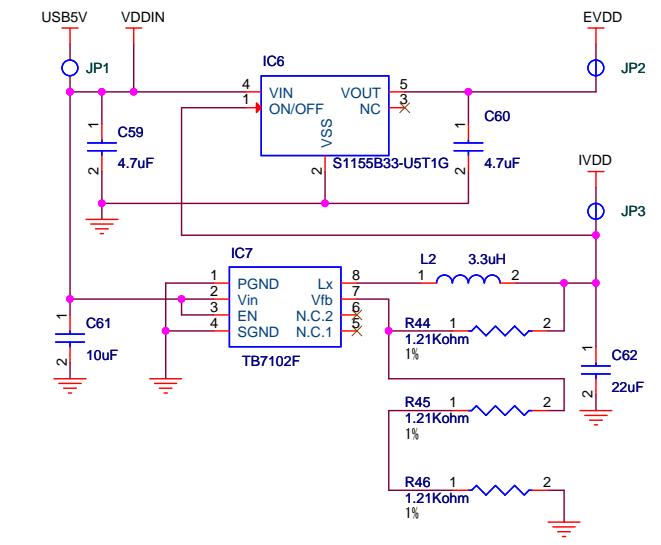 USB5V VDDIN EVDD
JP1 JP2
IC6
4 VIN VOUT 5
1 ON/OFF NC 3
VSS
2
S1155B33-U5T1G
1 C59 4.7uF 2
1 C60 4.7uF 2
IVDD
JP3
IC7
1 PGND Lx 8
2 Vin Vfb 7
3 EN N.C.2 6
4 SGND N.C.1 5
TB7102F
L2 3.3uH
1 2
1 C61 10uF 2
R44 1 2
1.21Kohm
1%
1 C62 22uF 2
R45 1 2
1.21Kohm
1%
R46 1 2
1.21Kohm
1%